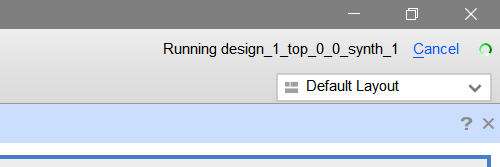 Running design_1_top_0_0_synth_1 Cancel
Default Layout
?